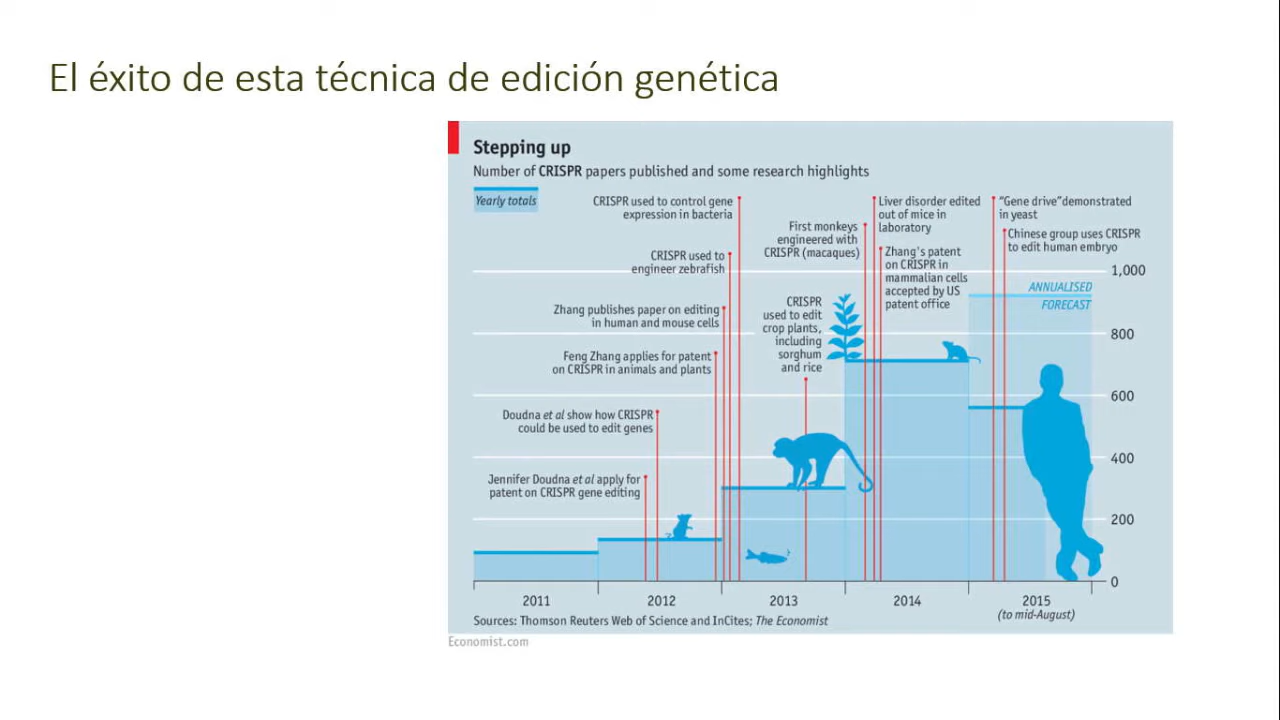 El éxito de esta técnica de edición genética
Stepping up
Number of CRISPR papers published and some research highlights
Yearly totals
CRISPR used to control gene
expression in bacteria
CRISPR used to
engineer zebrafish
Zhang publishes paper on editing
in human and mouse cells
Feng Zhang applies for patent
on CRISPR in animals and plants
Doudna et al show how CRISPR
could be used to edit genes
Jennifer Doudna et al apply for
patent on CRISPR gene editing
First monkeys
engineered with
CRISPR (macaques)
CRISPR
used to edit
crop plants,
including
sorghum
and rice
Liver disorder edited
out of mice in
laboratory
Zhang's patent
on CRISPR in
mammalian cells
accepted by US
patent office
"Gene drive"demonstrated
in yeast
Chinese group uses CRISPR
to edit human embryo
ANNUALISED
FORECAST
1,000
800
600
400
200
0
2011
2012
2013
2014
2015
(to mid-August)
Sources: Thomson Reuters Web of Science and InCites; The Economist
Economist.com